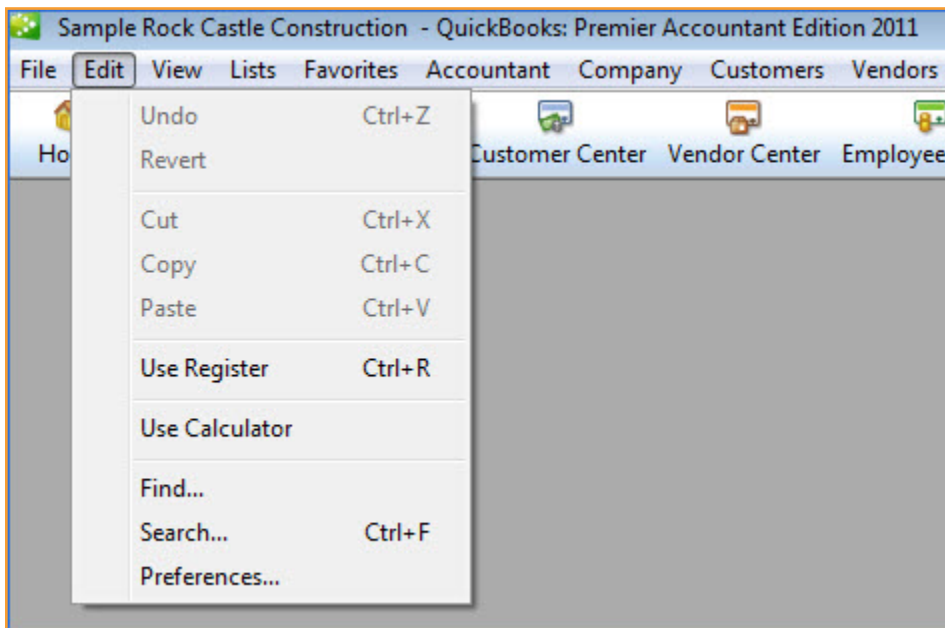 Sample Rock Castle Construction - QuickBooks: Premier Accountant Edition 2011
File Edit View Lists Favorites Accountant Company Customers Vendors
Ho Customer Center Vendor Center Employee
Undo Ctrl+Z
Revert
Cut Ctrl+X
Copy Ctrl+C
Paste Ctrl+V
Use Register Ctrl+R
Use Calculator
Find...
Search... Ctrl+F
Preferences...